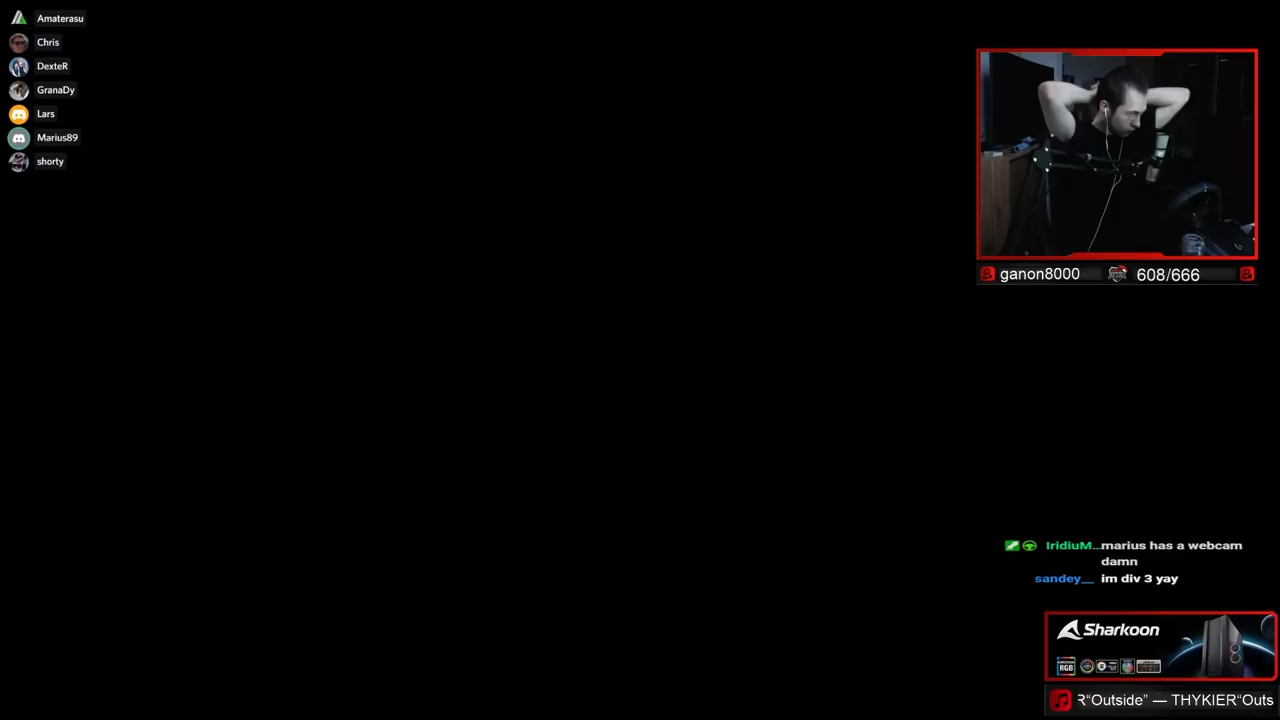 Amaterasu
Chris
DexteR
GranaDy
Lars
Marius89
shorty
ganon8000
608/666
IridiuM...marius has a webcam
damn
sandey__ im div 3 yay
Sharkoon
RGB
R“Outside” — THYKIER“Outs